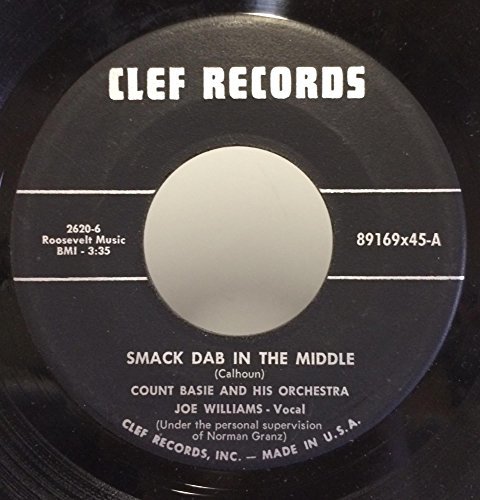 CLEF RECORDS
2620-6
Roosevelt Music
BMI - 3:35
89169x45-A
SMACK DAB IN THE MIDDLE
(Calhoun)
COUNT BASIE AND HIS ORCHESTRA
JOE WILLIAMS - Vocal
(Under the personal supervision
of Norman Granz)
CLEF RECORDS, INC. — MADE IN U.S.A.